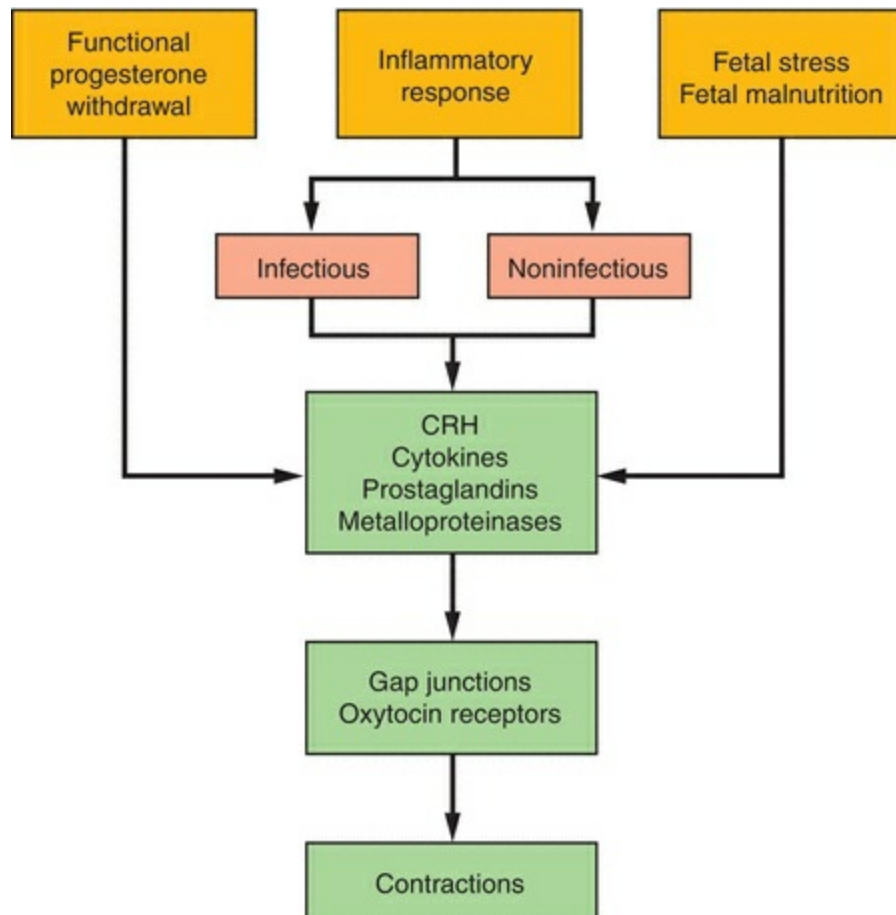 Functional
progesterone
withdrawal
Inflammatory
response
Fetal stress
Fetal malnutrition
Infectious
Noninfectious
CRH
Cytokines
Prostaglandins
Metalloproteinases
Gap junctions
Oxytocin receptors
Contractions